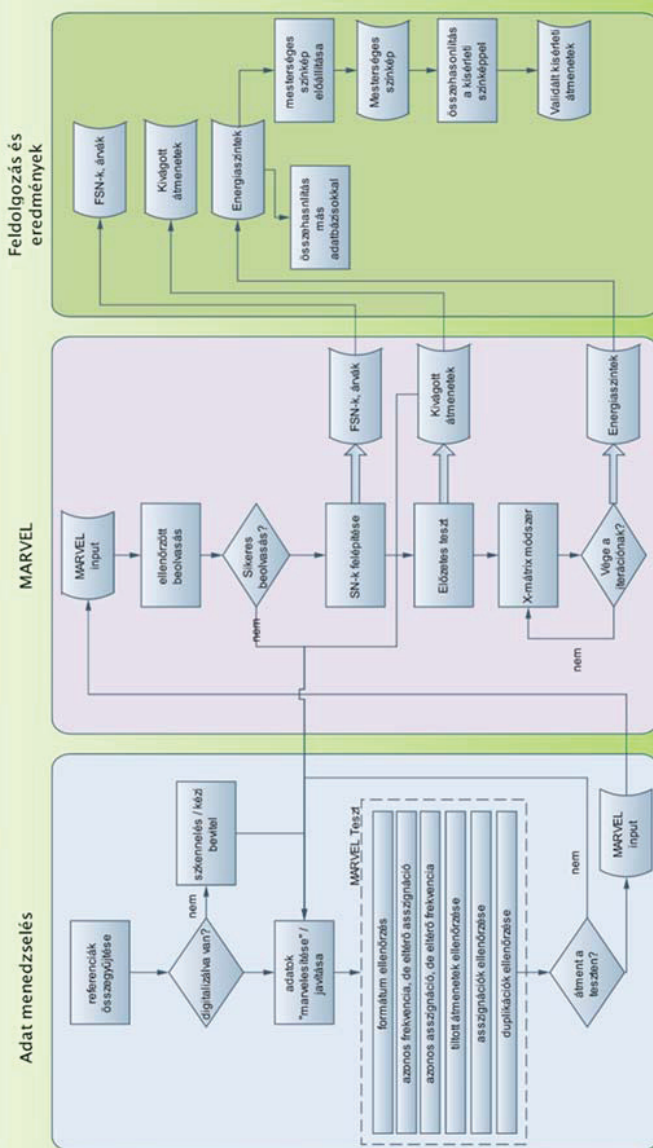 Adat menedzselés
referenciák
összegyűjtése
digitalizálva van?
nem
szkennelés / kézi
bevitel
adatok
"marvelesítése" /
javítása
MARVEL Teszt
formátum ellenőrzés
azonos frekvencia, de eltérő asszignáció
azonos asszignáció, de eltérő frekvencia
tiltott átmenetek ellenőrzése
asszignációk ellenőrzése
duplikációk ellenőrzése
átment a
teszten?
nem
MARVEL
input
MARVEL
MARVEL
input
ellenőrzött
beolvasás
Sikeres
beolvasás?
nem
SN-k felépítése
FSN-k, árvák
Előzetes teszt
Kivágott
átmenetek
X-mátrix módszer
Vége a
iterációnak?
nem
Energiaszintek
Feldolgozás és
eredmények
FSN-k, árvák
Kivágott
átmenetek
Energiaszintek
összehasnlítás
más
adatbázisokkal
mesterséges
színkép
előállítása
Mesterséges
színkép
összehasonlítás
a kisérleti
színképpel
Validált kisérleti
átmenetek